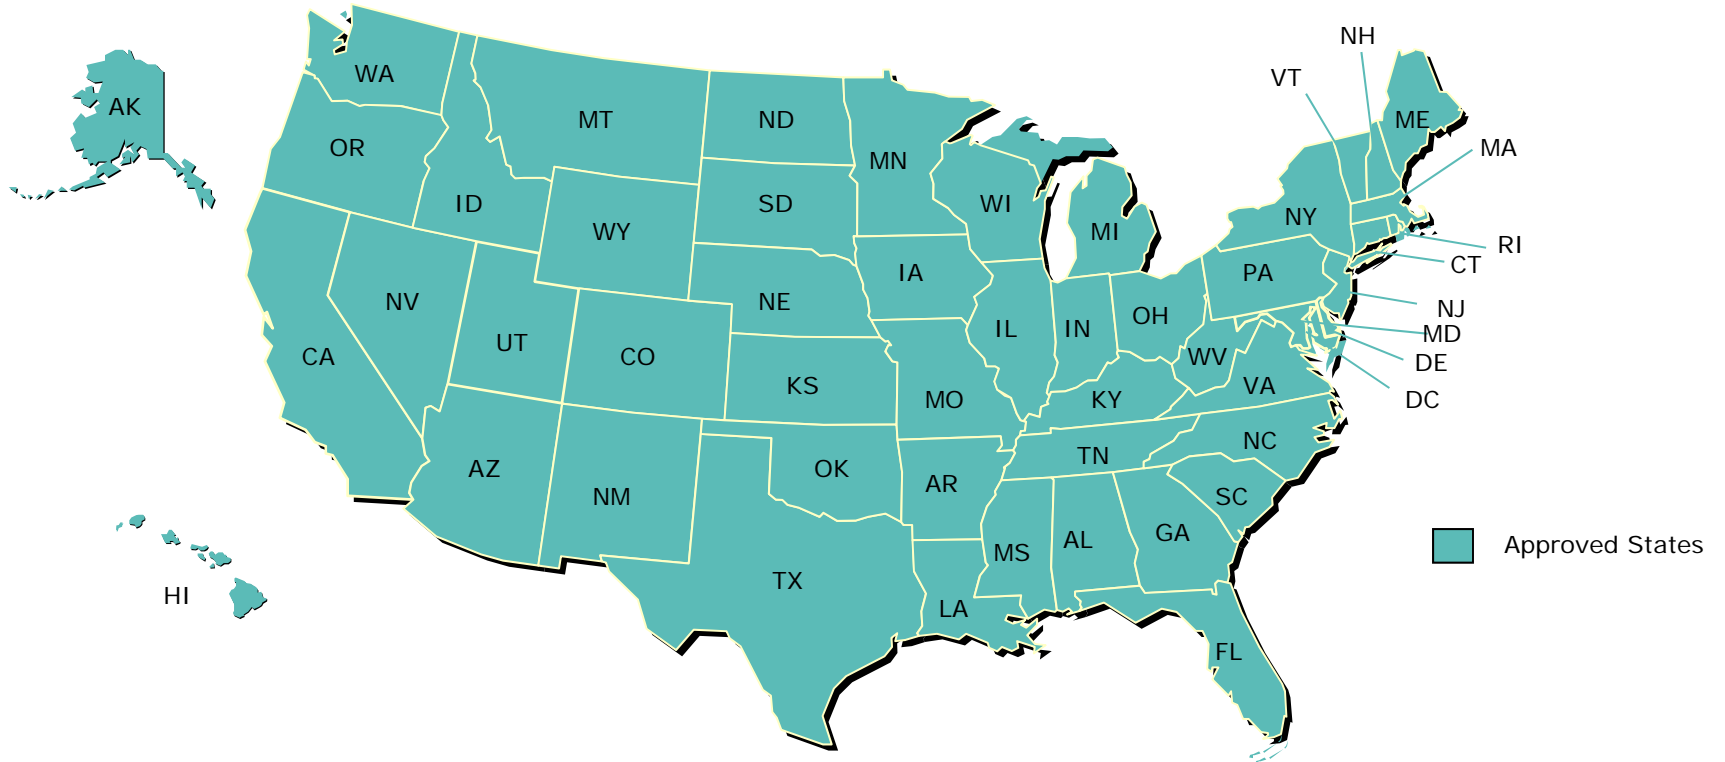 NH
WA
VT
AK
MT
ND
ME
OR
MN
MA
ID
SD
WI
NY
WY
MI
RI
IA
PA
CT
NV
NE
NJ
OH
IL
IN
MD
UT
CO
WV
CA
DE
KS
VA
MO
KY
DC
NC
TN
AZ
OK
AR
NM
SC
GA
AL
Approved States
MS
TX
HI
LA
FL